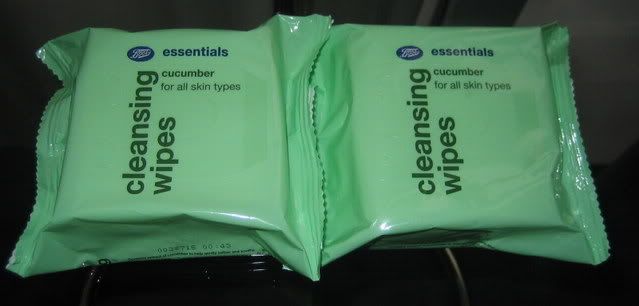 Boots essentials
cucumber
for all skin types
cleansing
wipes
Boots essentials
cucumber
for all skin types
cleansing
wipes